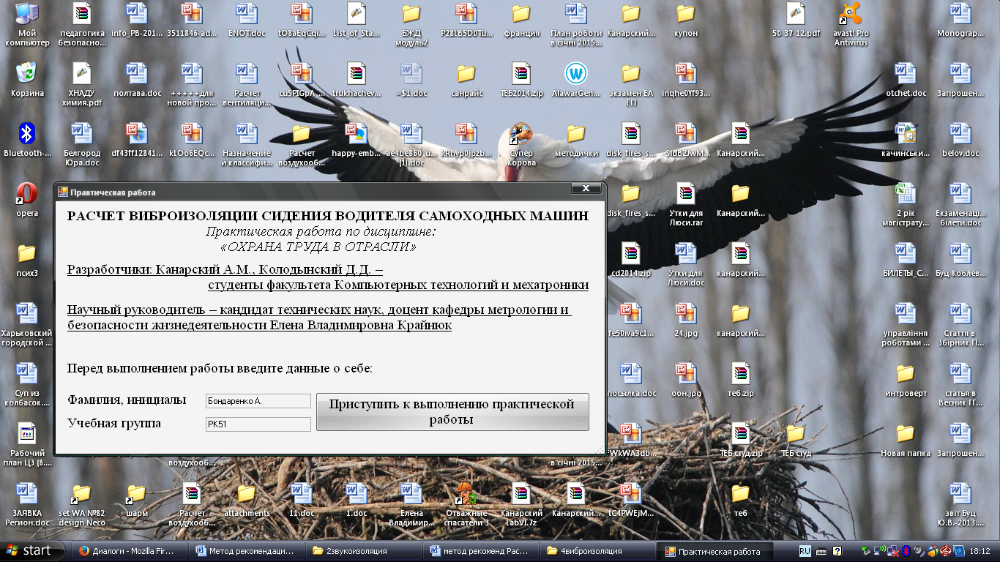 Мой
компьютер
педагогика
безопасно...
info_PB-201...
3511846-ad...
ENOT.doc
tO8aEqCqi...
List_of_Sta...
БЖД
модуль2
P28LB5D0Tu...
франция
План роботи
в січні 2015...
Канарский...
купон
50-37-12.pdf
avast! Pro
Antivirus
Monograp...
Корзина
ХНАДУ
химия.pdf
полтава.doc
+++++для
новой про...
Расчет
вентиляци...
cu5PIGpA_...
trukhachev...
~$1.doc
санрайс
ТЕБ2014.zip
AlawarGen...
экзамен ЕА
ЕП
inqhe0Yf93...
otchet.doc
Запрошен...
Bluetooth-...
Белгород
Юра.doc
df43ff12841...
klOo6EQc...
Назначение
и классифи...
Расчет
воздухооб...
happy-emb...
ae4be860_u...
(1).doc
kRhyp0jpzb...
Супер
Корова
методички
disk_fires_s...
SIdB2JwM...
Канарский...
качинськи...
belov.doc
opera
disk_fires_s...
Утки для
Люси.rar
Канарский...
2 рік
магістрату...
Екзаменаці...
білети.doc
Практическая работа
РАСЧЕТ ВИБРОИЗОЛЯЦИИ СИДЕНИЯ ВОДИТЕЛЯ САМОХОДНЫХ МАШИН
Практическая работа по дисциплине:
«ОХРАНА ТРУДА В ОТРАСЛИ»
Разработчики: Канарский А.М., Колодынский Д.Д. –
студенты факультета Компьютерных технологий и мехатроники
Научный руководитель – кандидат технических наук, доцент кафедры метрологии и
безопасности жизнедеятельности Елена Владимировна Крайнюк
Перед выполнением работы введите данные о себе:
Фамилия, инициалы
Бондаренко А.
Учебная группа
РК51
Приступить к выполнению практической
работы
псих3
cd2014.zip
Утки для
Люси.doc
канарский...
БИЛЕТЫ_С...
Буц-Коблев...
Харьковский
городской ...
fe50iva9c1...
24.jpg
канарский...
управління
роботами ...
Стаття в
Збірник П...
Суп из
колбасок....
посылка.doc
оон.jpg
теб.zip
интроверт
статья в
Весник ГГ...
Рабочий
план ЦЗ (8....
воздухооб...
в січні 2015...
FWkWA3db...
ТЕБ студ.zip
ТЕБ студ
Новая папка
Запрошен...
ЗАЯВКА
Регион.doc
set WA №82
design Neco
шарм
Расчет
воздухооб...
attachments
11.doc
1.doc
Елена
Владимир...
Отважные
спасатели 3
Канарский
LabVI.7z
Канарский...
tC4PWEjM...
теб
звіт Буц
Ю.В.-2013....
start
Диалоги - Mozilla Fir...
Метод рекомендаци...
2звукоизоляция
метод рекоменд Рас...
4виброизоляция
Практическая работа
RU
18:12